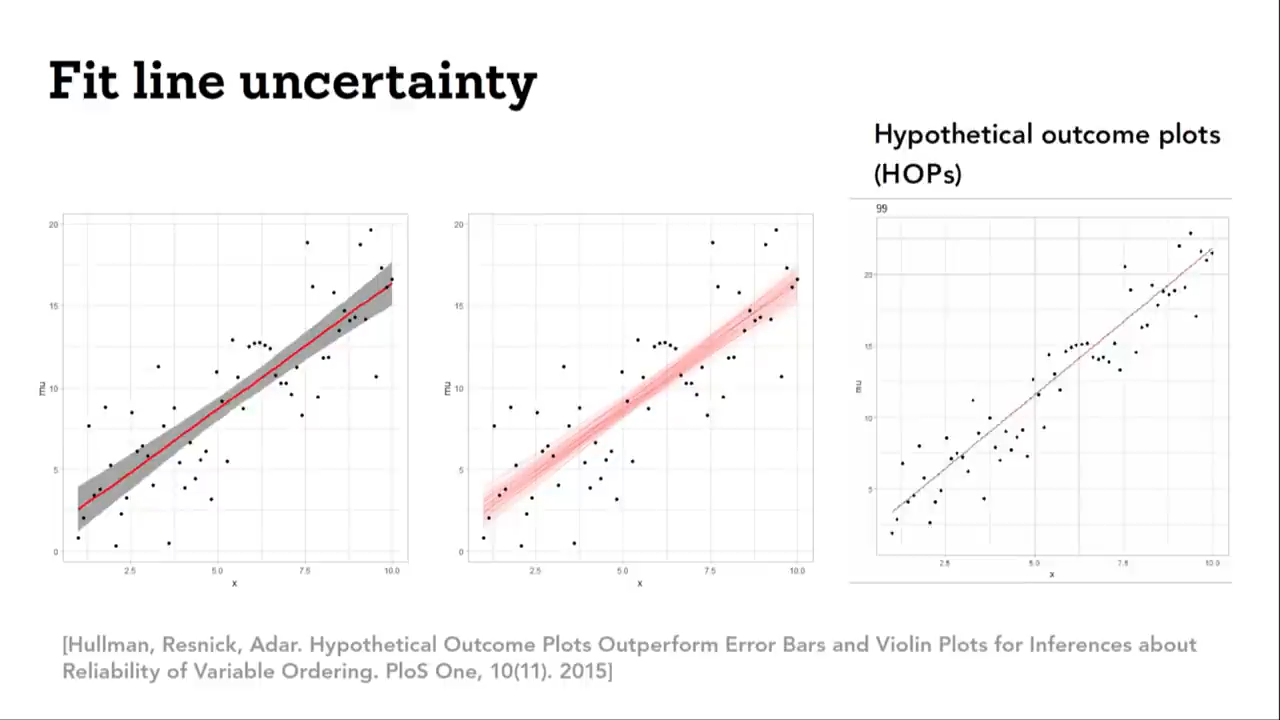 Fit line uncertainty
Hypothetical outcome plots
(HOPs)
20
15
10
5
0
mu
2.5 5.0 7.5 10.0
x
20
15
10
5
0
mu
2.5 5.0 7.5 10.0
x
99
20
15
10
5
mu
2.5 5.0 7.5 10.0
x
[Hullman, Resnick, Adar. Hypothetical Outcome Plots Outperform Error Bars and Violin Plots for Inferences about
Reliability of Variable Ordering. PloS One, 10(11). 2015]